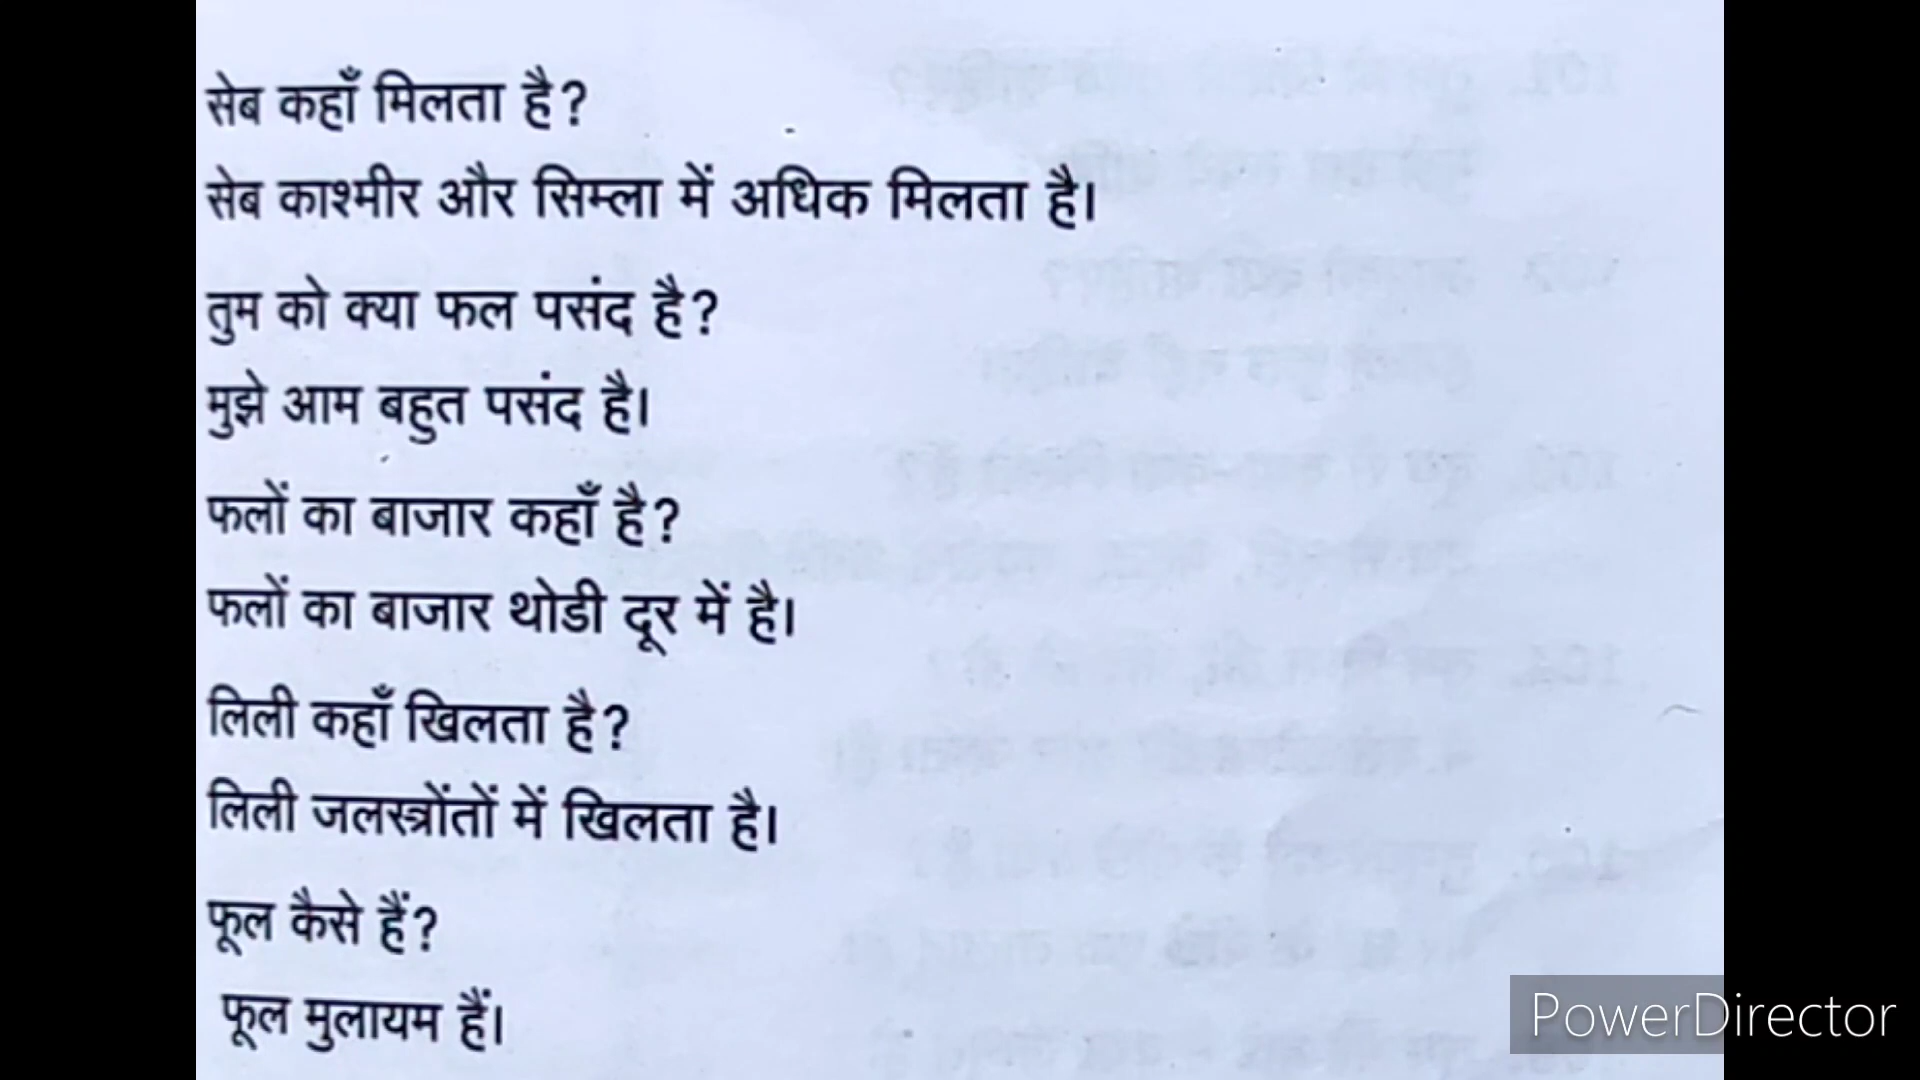 सेब कहाँ मिलता है?
सेब काश्मीर और सिम्ला में अधिक मिलता है।
तुम को क्या फल पसंद है?
मुझे आम बहुत पसंद है।
फलों का बाजार कहाँ है?
फलों का बाजार थोडी दूर में है।
लिली कहाँ खिलता है?
लिली जलस्त्रोंतों में खिलता है।
फूल कैसे हैं?
फूल मुलायम हैं।
PowerDirector